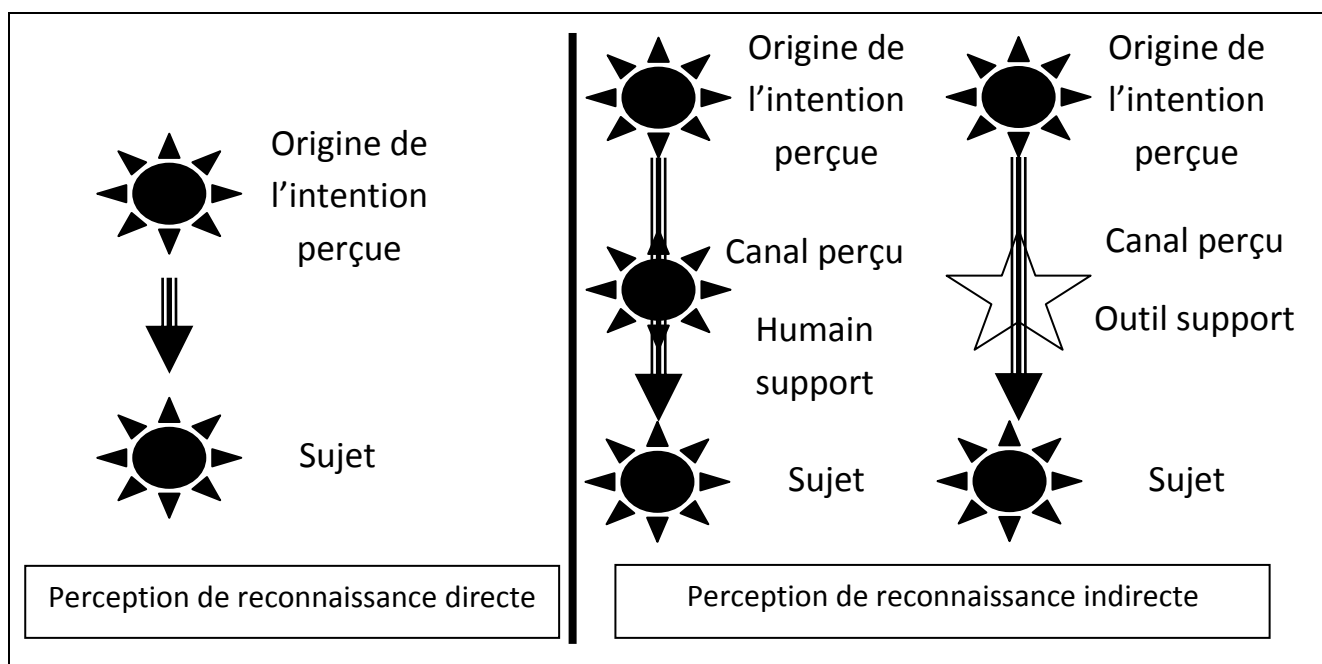 Origine de
l’intention
perçue
Sujet
Perception de reconnaissance directe
Origine de
l’intention
perçue
Canal perçu
Humain
support
Sujet
Origine de
l’intention
perçue
Canal perçu
Outil support
Sujet
Perception de reconnaissance indirecte